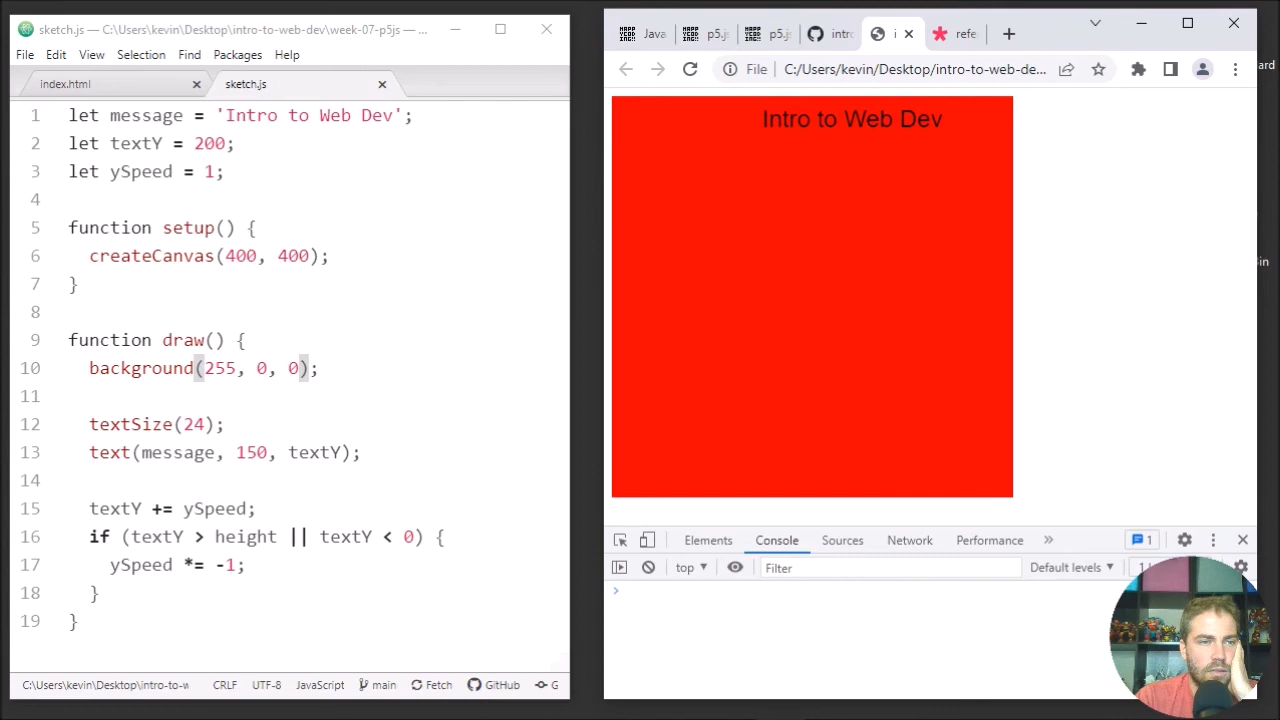 sketch.js — C:\Users\kevin\Desktop\intro-to-web-dev\week-07-p5js — ...
File Edit View Selection Find Packages Help
index.html
sketch.js
1 let message = 'Intro to Web Dev';
2 let textY = 200;
3 let ySpeed = 1;
4
5 function setup() {
6 createCanvas(400, 400);
7 }
8
9 function draw() {
10 background(255, 0, 0);
11
12 textSize(24);
13 text(message, 150, textY);
14
15 textY += ySpeed;
16 if (textY > height || textY < 0) {
17 ySpeed *= -1;
18 }
19 }
C:\Users\kevin\Desktop\intro-to-w CRLF UTF-8 JavaScript main Fetch GitHub G
Java p5.js p5.js intro i refe
File C:/Users/kevin/Desktop/intro-to-web-de...
Intro to Web Dev
Elements Console Sources Network Performance » 1
top Filter Default levels 1
ard